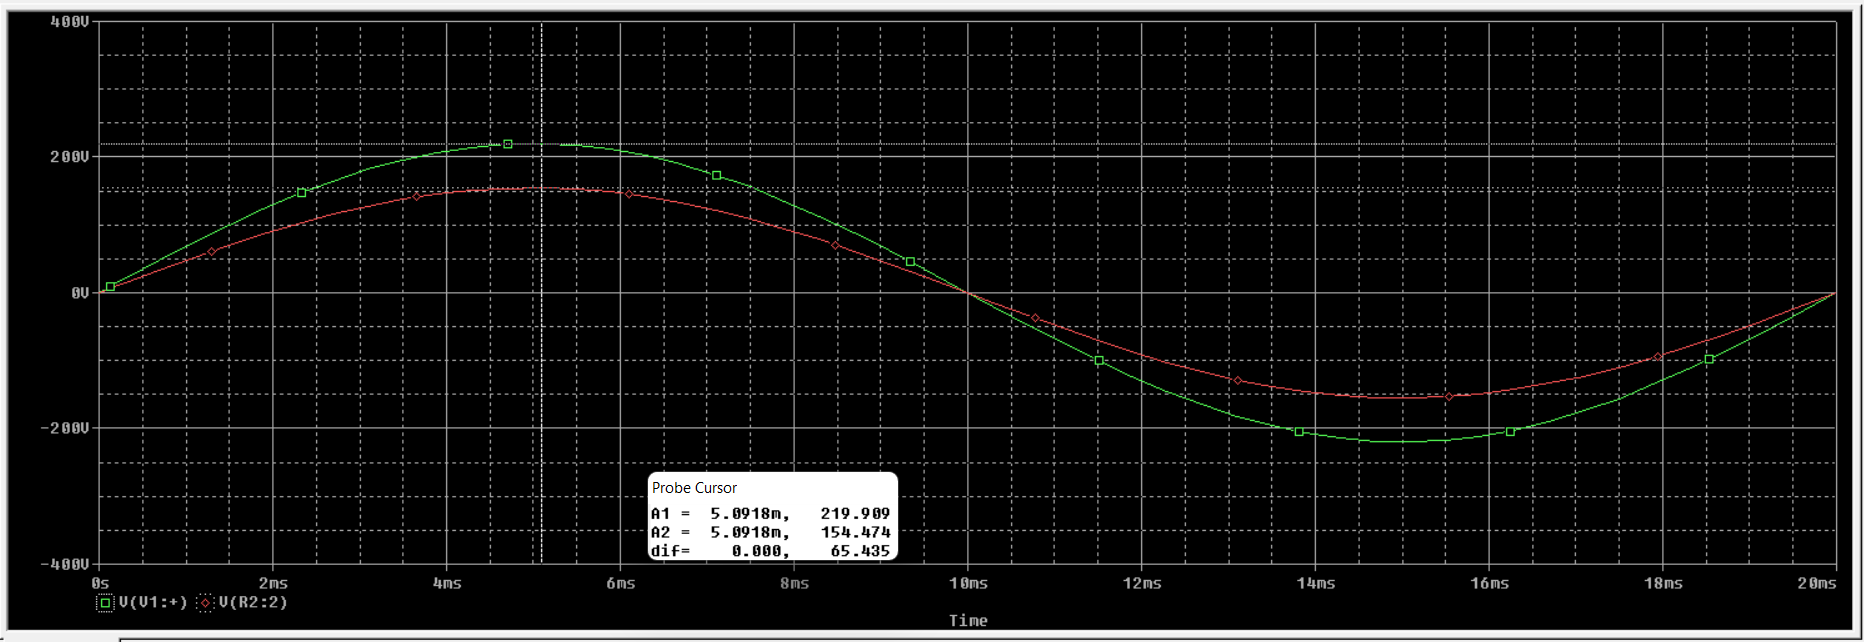 400V
200V
0V
-200V
-400V
Probe Cursor
A1 = 5.0918m, 219.909
A2 = 5.0918m, 154.474
dif= 0.000, 65.435
0s 2ms 4ms 6ms 8ms 10ms 12ms 14ms 16ms 18ms 20ms
V(V1:+) V(R2:2)
Time